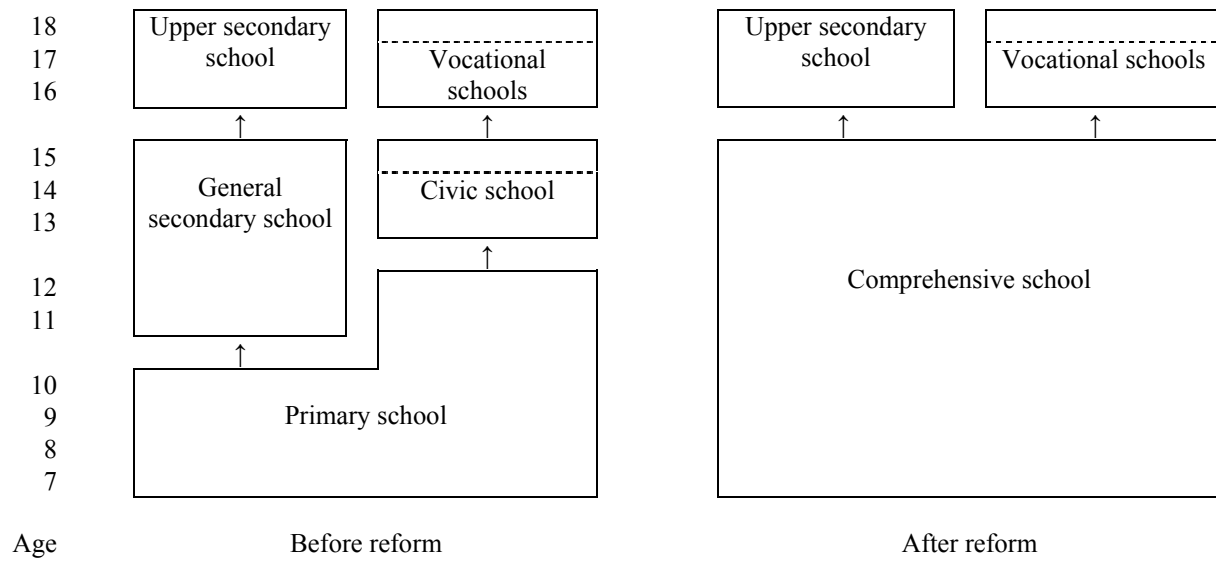 18
17
16
15
14
13
12
11
10
9
8
7
Age
Upper secondary
school
Vocational
schools
↑
↑
General
secondary school
Civic school
↑
↑
Primary school
Before reform
Upper secondary
school
Vocational schools
↑
↑
Comprehensive school
After reform